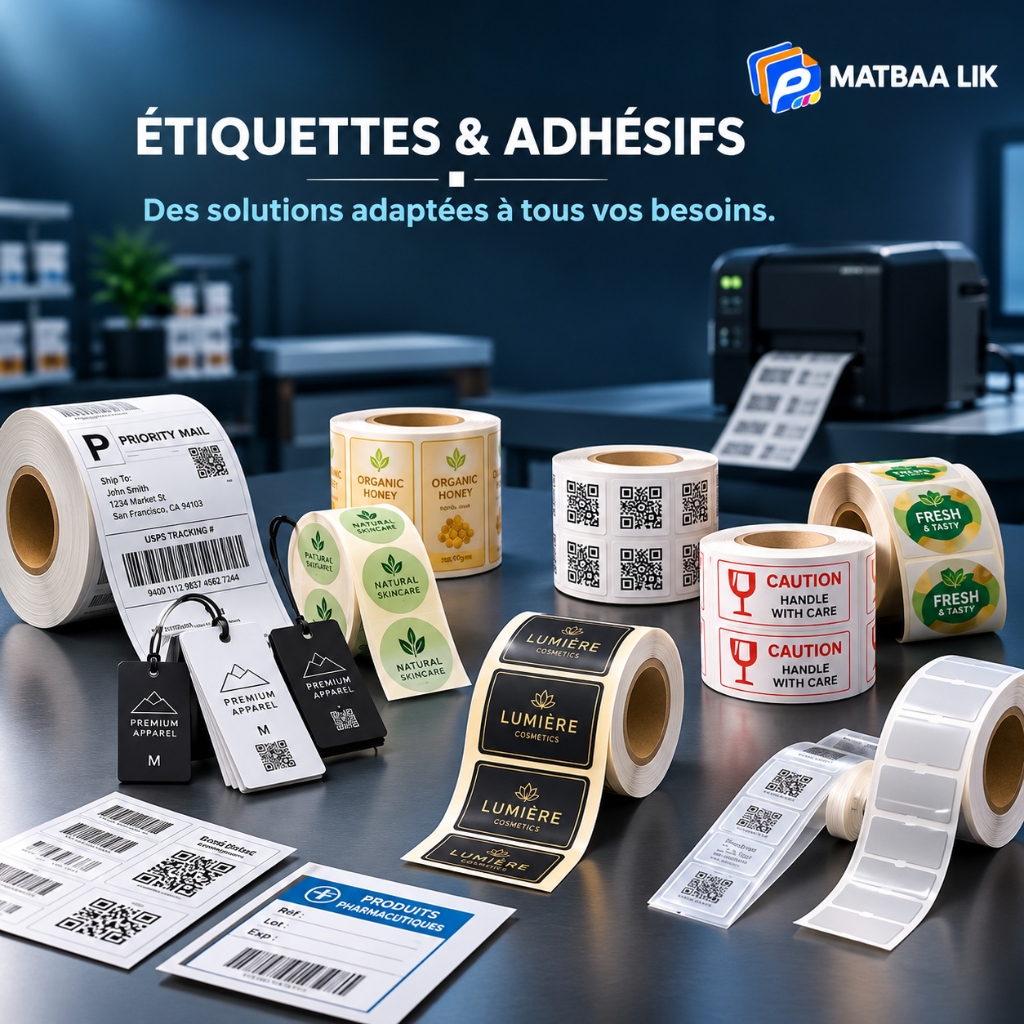 MATBAA LIK
ÉTIQUETTES & ADHÉSIFS
Des solutions adaptées à tous vos besoins.
P PRIORITY MAIL
Ship To:
John Smith
1234 Market St
San Francisco, CA 94103
USPS TRACKING #
9400 1112 9837 4562 7244
ORGANIC
HONEY
ORGANIC
HONEY
NATURAL
SKINCARE
NATURAL
SKINCARE
NATURAL
SKINCARE
FRESH
& TASTY
FRESH
& TASTY
CAUTION
HANDLE
WITH CARE
CAUTION
HANDLE
WITH CARE
PREMIUM
APPAREL
M
PREMIUM
APPAREL
M
PREMIUM
APPAREL
LUMIÈRE
COSMETICS
LUMIÈRE
COSMETICS
LUMIÈRE
COSMETICS
LUMIÈRE
COSMETICS
PRODUITS
PHARMACUTIQUES
Réf:
Lot:
Exp: